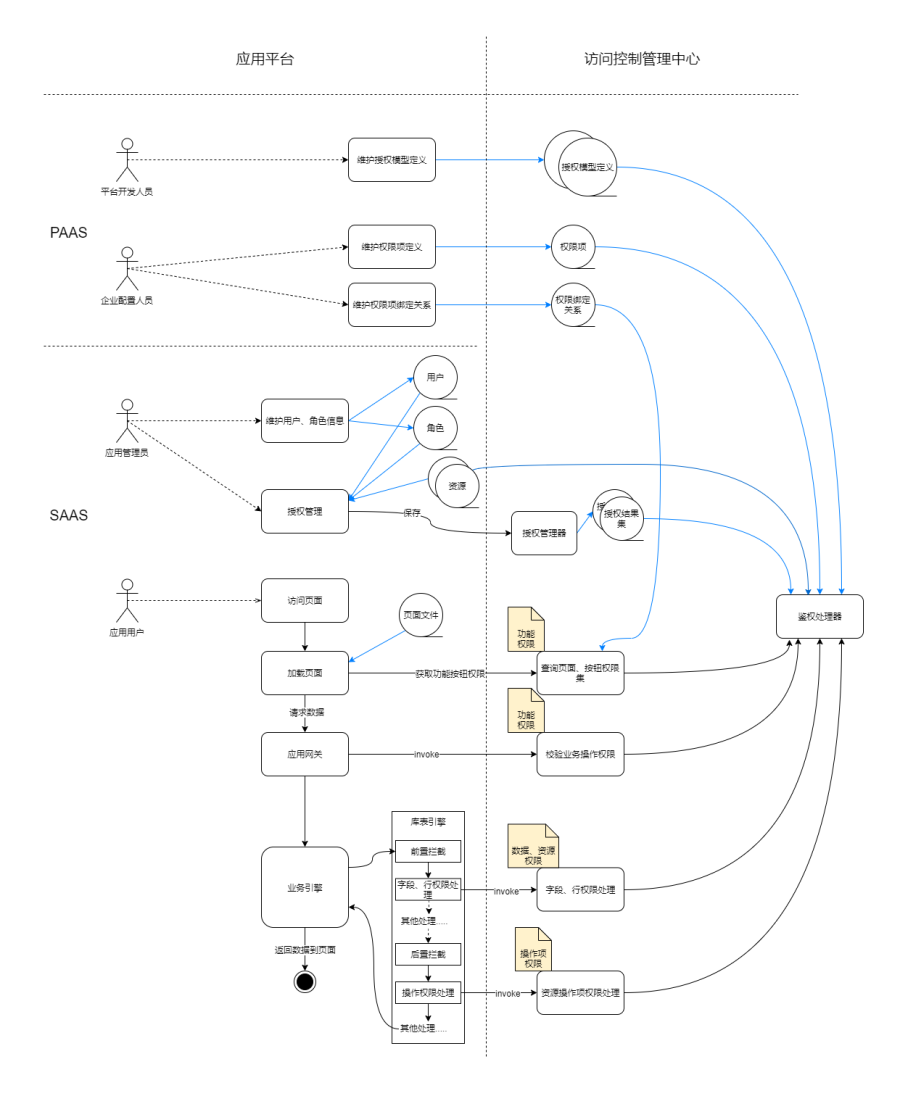 应用平台
访问控制管理中心
平台开发人员
维护授权模型定义
授权模型定义
PAAS
企业配置人员
维护权限项定义
权限项
维护权限项绑定关系
权限绑定
关系
用户
应用管理员
维护用户、角色信息
角色
资源
SAAS
授权管理
保存
授权管理器
授
授权结果
集
应用用户
访问页面
页面文件
功能
权限
鉴权处理器
加载页面
获取功能按钮权限
查询页面、按钮权限
集
请求数据
功能
权限
应用网关
invoke
校验业务操作权限
库表引擎
前置拦截
数据、资源
权限
业务引擎
字段、行权限处
理
invoke
字段、行权限处理
其他处理.....
返回数据到页面
后置拦截
操作项
权限
操作权限处理
invoke
资源操作项权限处理
其他处理.....